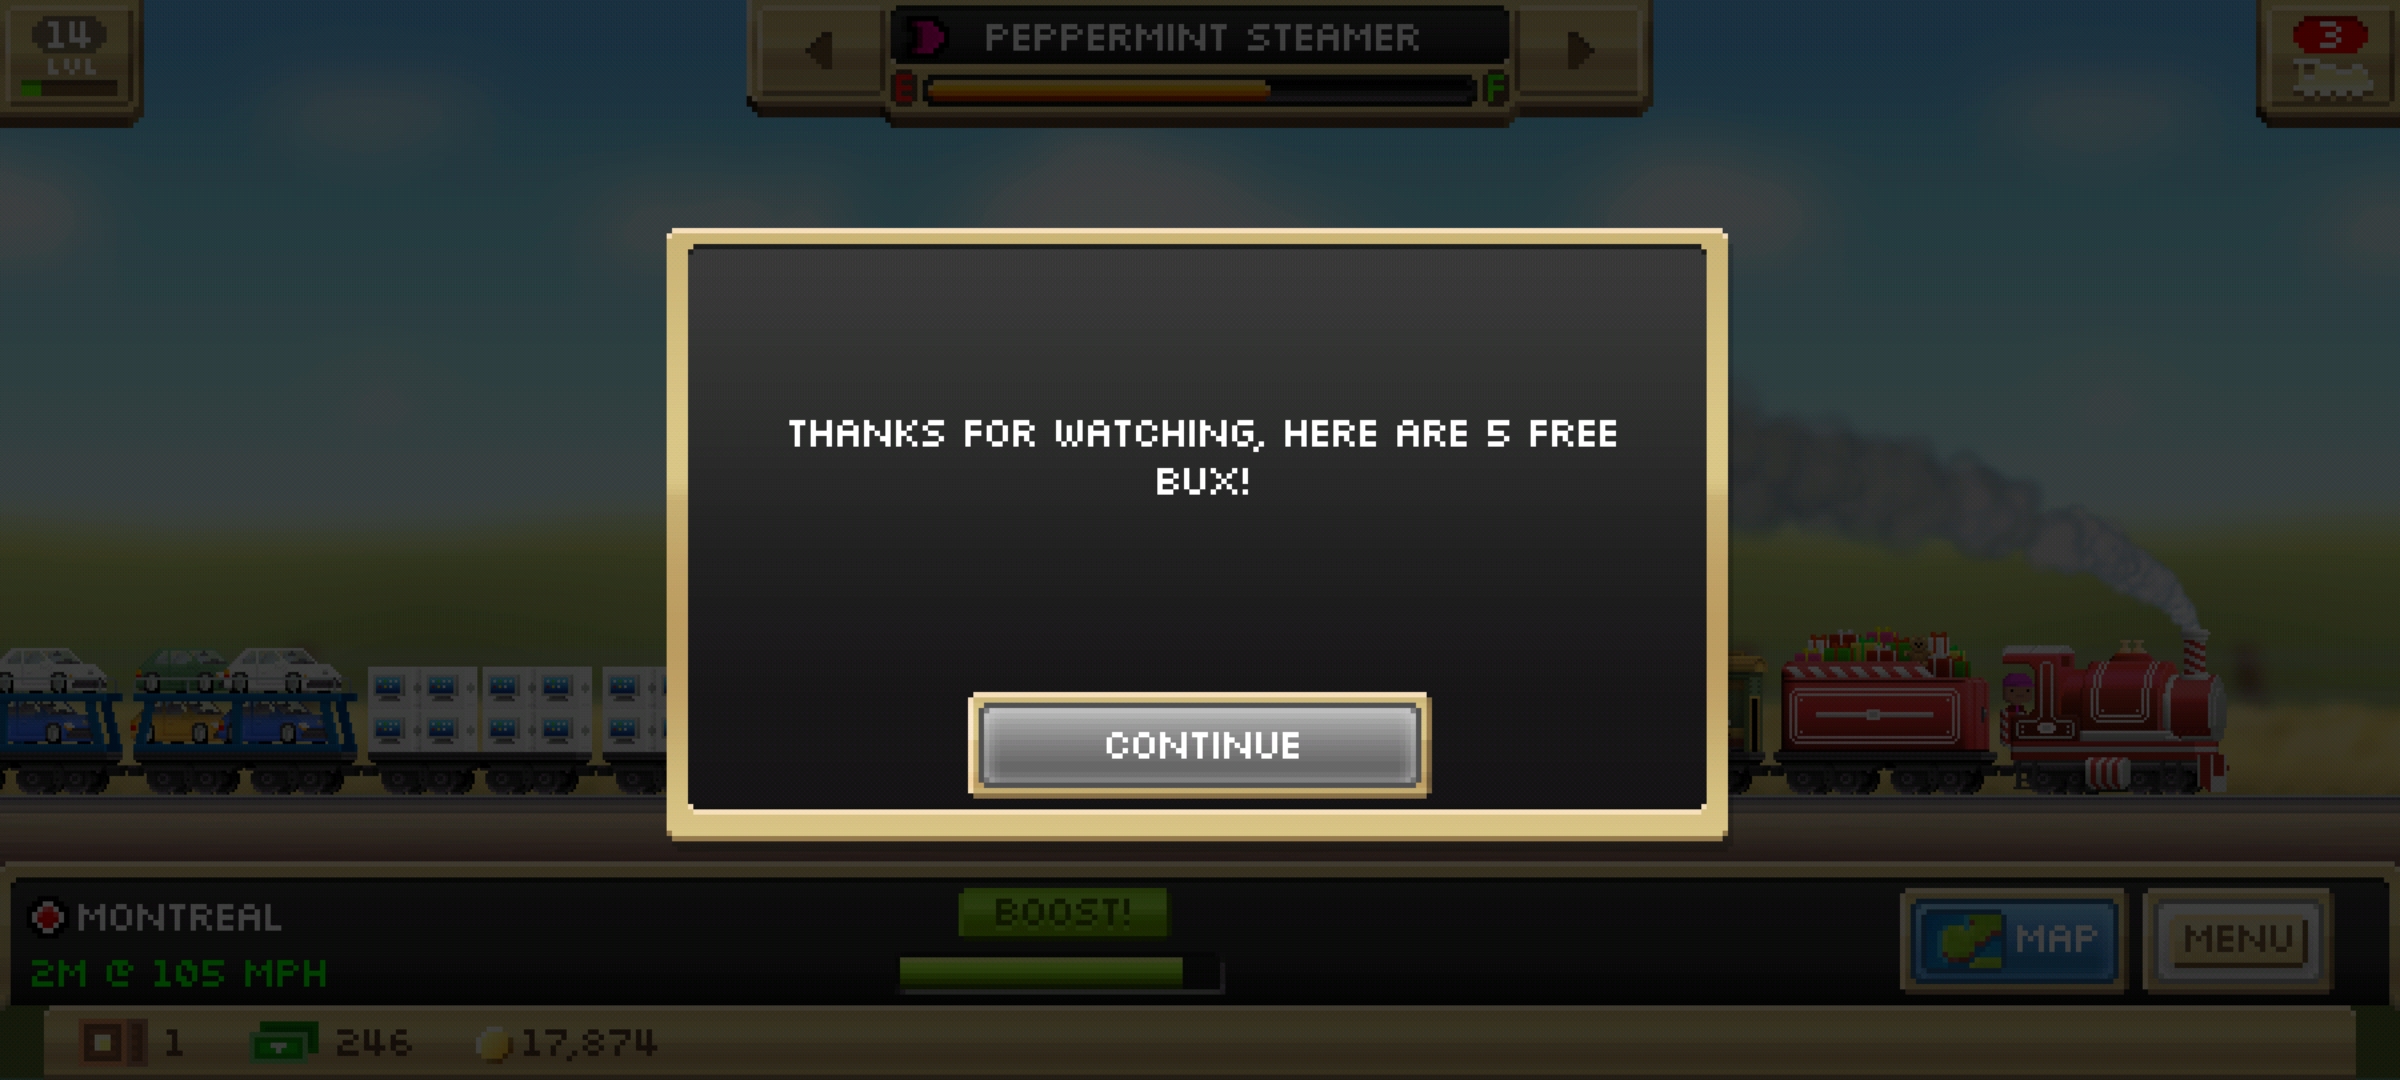 14
LVL
PEPPERMINT STEAMER
E
F
3
THANKS FOR WATCHING, HERE ARE 5 FREE
BUX!
CONTINUE
MONTREAL
2M @ 105 MPH
BOOST!
MAP
MENU
1
246
17,874